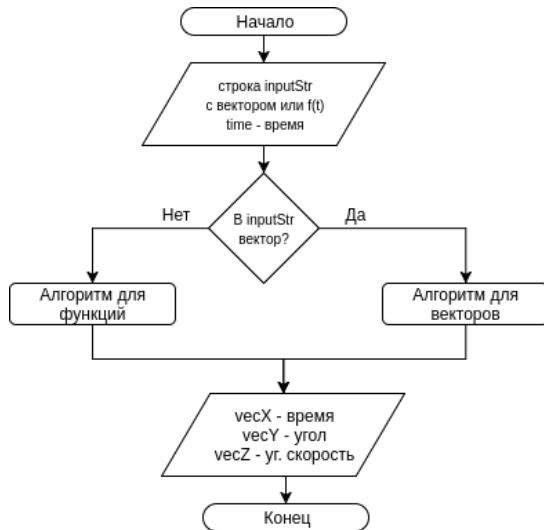 Начало
строка inputStr
с вектором или f(t)
time - время
В inputStr
вектор?
Нет
Да
Алгоритм для
функций
Алгоритм для
векторов
vecX - время
vecY - угол
vecZ - уг. скорость
Конец